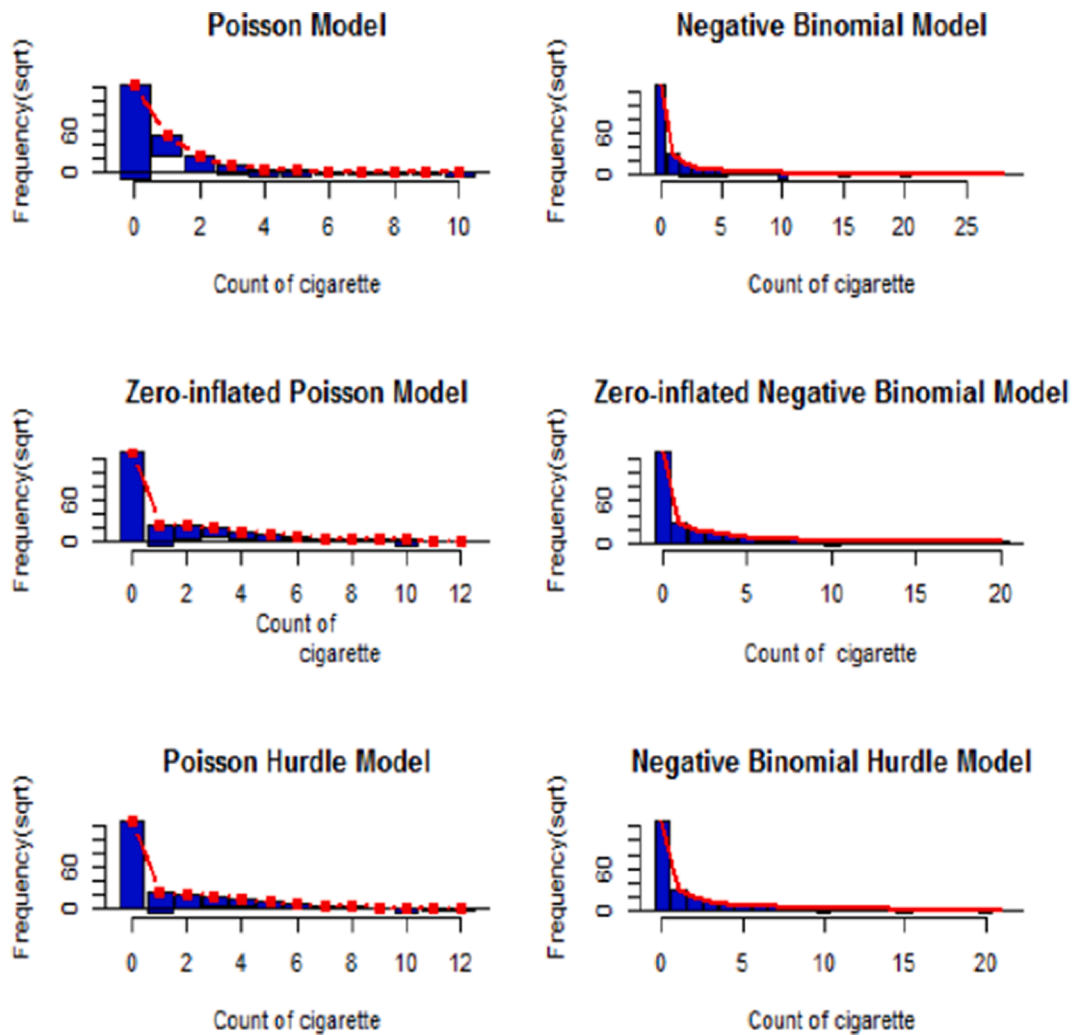 Poisson Model
Frequency(sqrt)
0 60
0 2 4 6 8 10
Count of cigarette
Negative Binomial Model
Frequency(sqrt)
0 60
0 5 10 15 20 25
Count of cigarette
Zero-inflated Poisson Model
Frequency(sqrt)
0 60
0 2 4 6 8 10 12
Count of
cigarette
Zero-inflated Negative Binomial Model
Frequency(sqrt)
0 60
0 5 10 15 20
Count of cigarette
Poisson Hurdle Model
Frequency(sqrt)
0 60
0 2 4 6 8 10 12
Count of cigarette
Negative Binomial Hurdle Model
Frequency(sqrt)
0 60
0 5 10 15 20
Count of cigarette